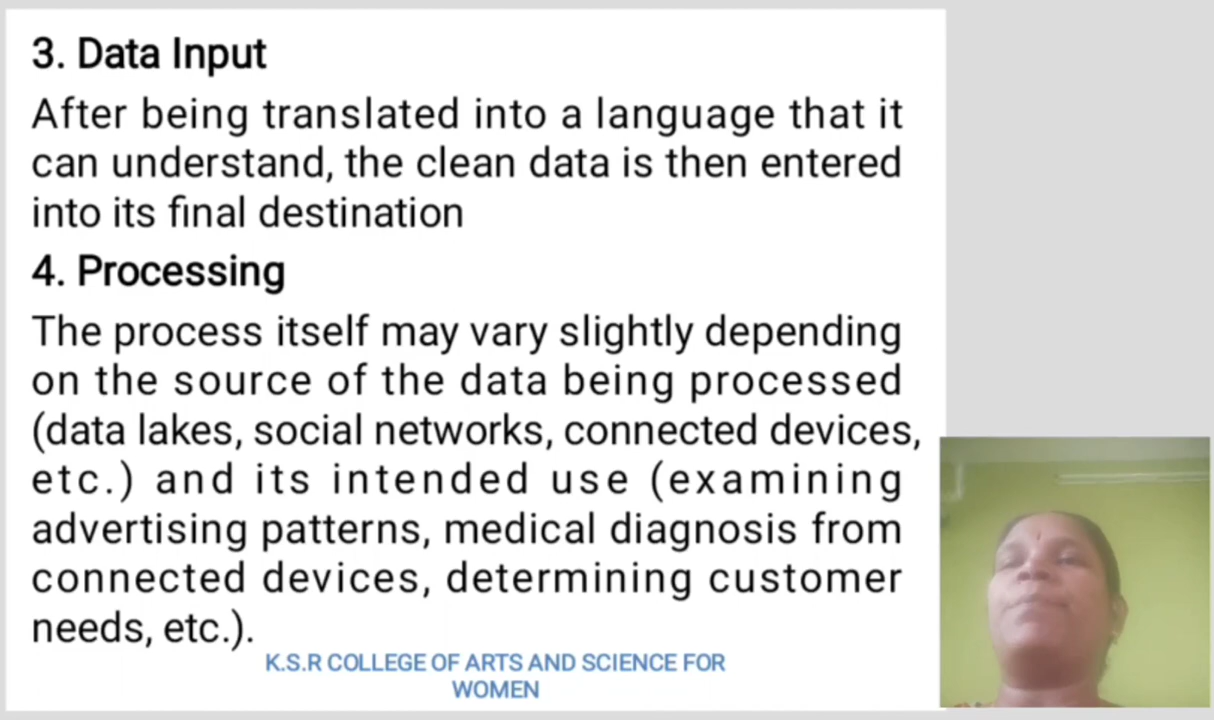 3. Data Input
After being translated into a language that it
can understand, the clean data is then entered
into its final destination
4. Processing
The process itself may vary slightly depending
on the source of the data being processed
(data lakes, social networks, connected devices,
etc.) and its intended use (examining
advertising patterns, medical diagnosis from
connected devices, determining customer
needs, etc.).
K.S.R COLLEGE OF ARTS AND SCIENCE FOR
WOMEN